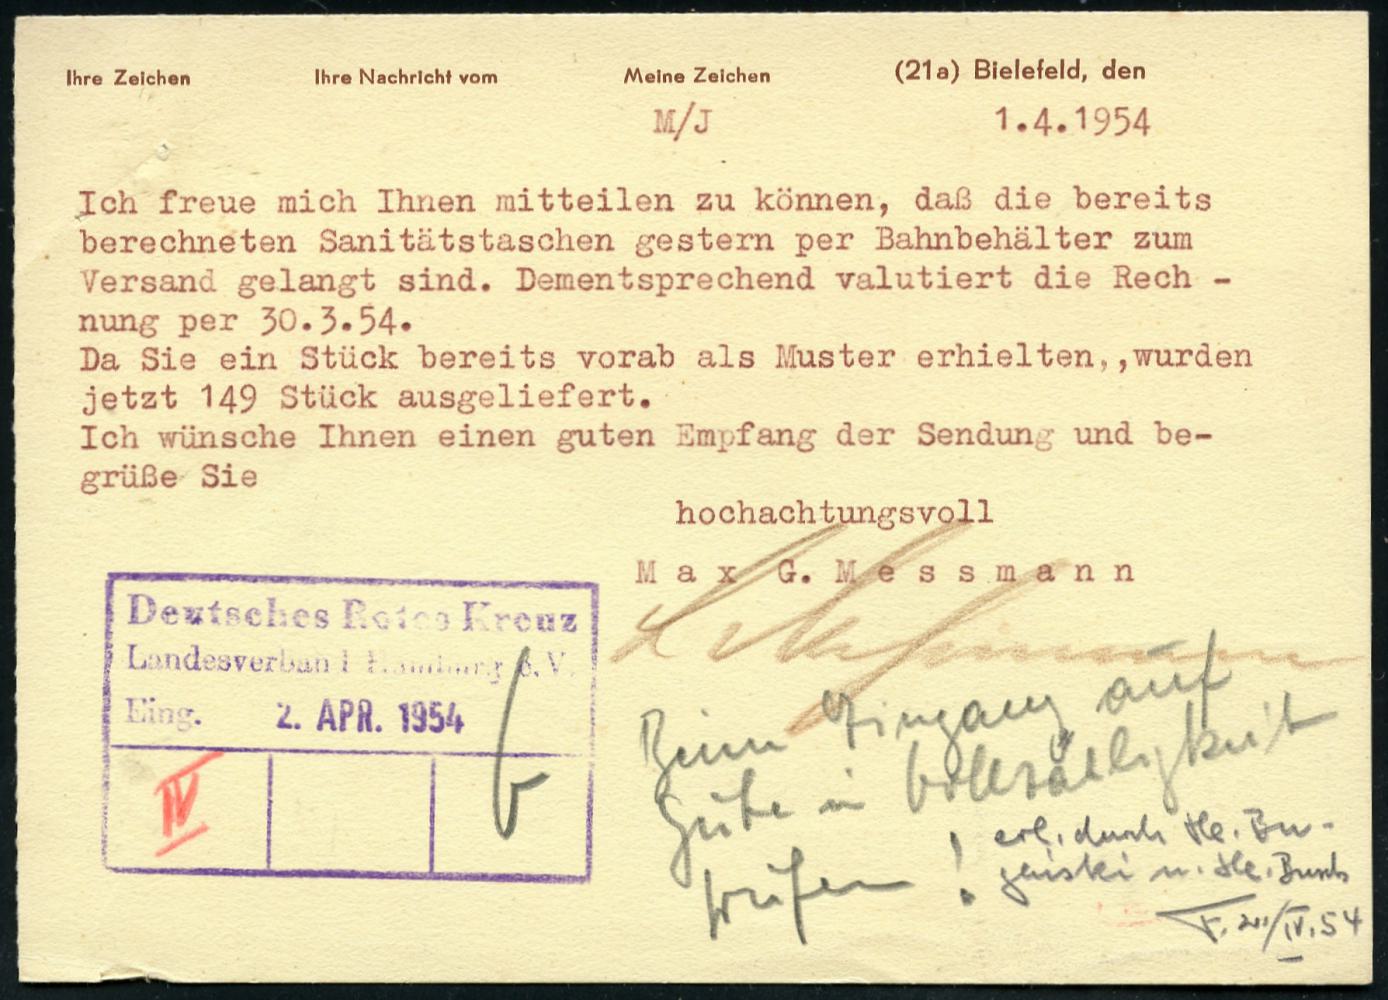 Ihre Zeichen Ihre Nachricht vom Meine Zeichen (21a) Bielefeld, den
M/J 1.4.1954
Ich freue mich Ihnen mitteilen zu können, daß die bereits
berechneten Sanitätstaschen gestern per Bahnbehälter zum
Versand gelangt sind. Dementsprechend valutiert die Rech -
nung per 30.3.54.
Da Sie ein Stück bereits vorab als Muster erhielten,,wurden
jetzt 149 Stück ausgeliefert.
Ich wünsche Ihnen einen guten Empfang der Sendung und be-
grüße Sie
hochachtungsvoll
M a x G. M e s s m a n n
Deutsches Rotes Kreuz
Landesverband Hamburg e. V.
Eing. 2. APR. 1954
IV
Beim Eingang auf
Güte u Vollzähligkeit
prüfen !
erl. durch
u. Busch
IV.54